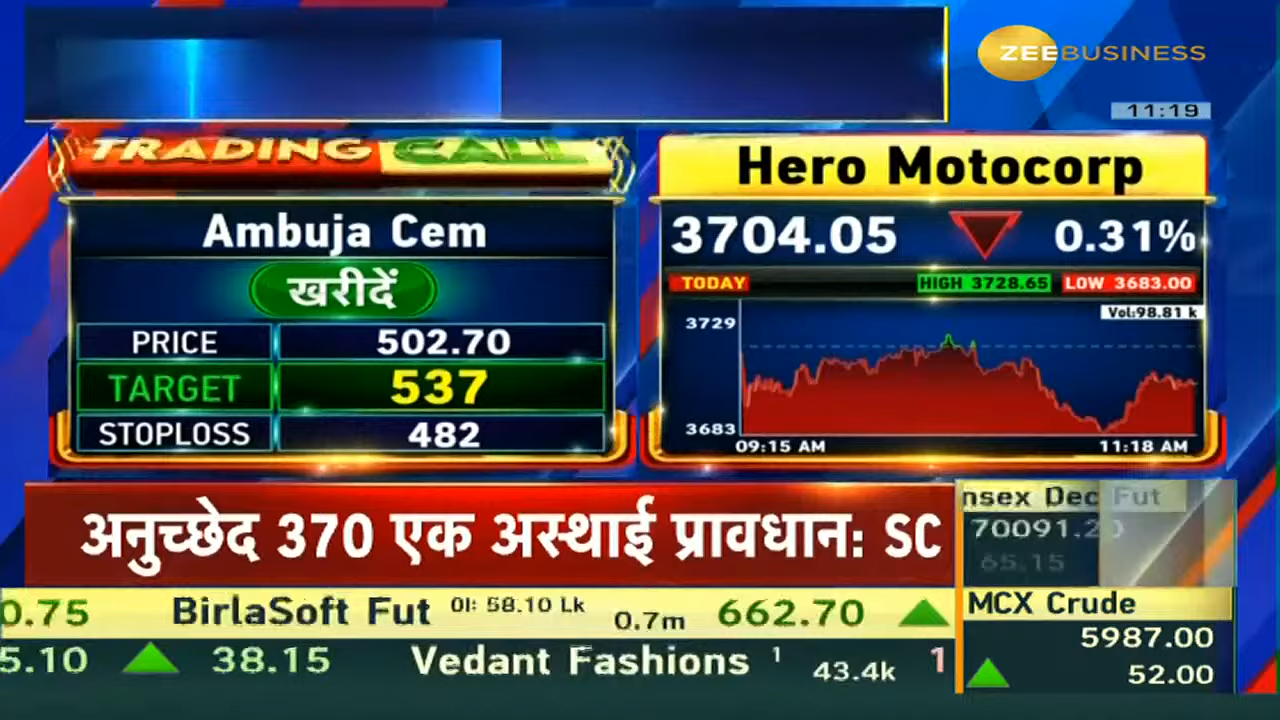 ZEEBUSINESS
11:19
TRADING CALL
Ambuja Cem
खरीदें
PRICE 502.70
TARGET 537
STOPLOSS 482
Hero Motocorp
3704.05 0.31%
TODAY HIGH 3728.65 LOW 3683.00
Vol:98.81 k
3729
3683
09:15 AM 11:18 AM
अनुच्छेद 370 एक अस्थाई प्रावधान: SC
nsex Dec Fut
70091.20
65.15
0.75 BirlaSoft Fut OI: 58.10 Lk 0.7m 662.70
5.10 38.15 Vedant Fashions 1 43.4k 1
MCX Crude
5987.00
52.00